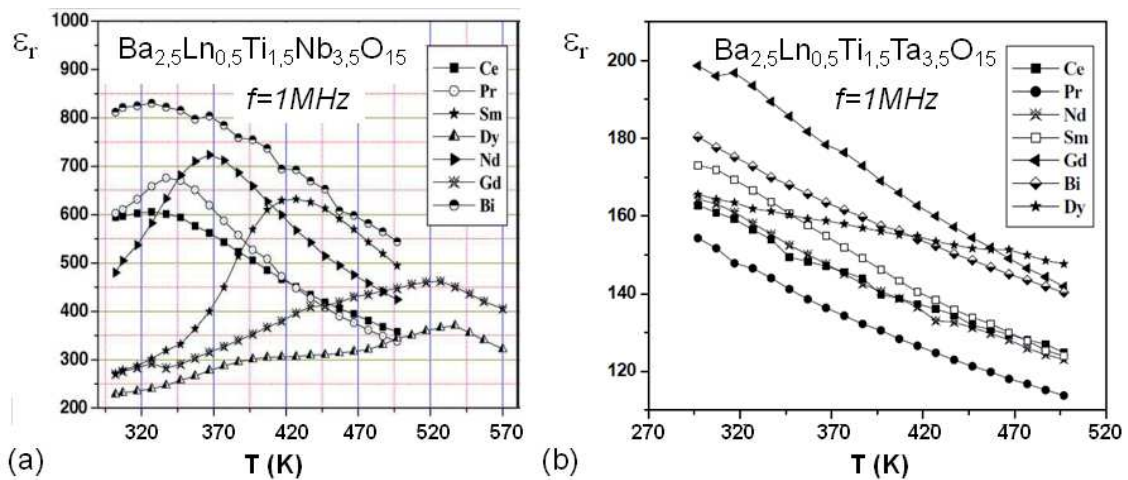 εr
Ba2,5Ln0,5Ti1,5Nb3,5O15
f=1MHz
1000
900
800
700
600
500
400
300
200
Ce
Pr
Sm
Dy
Nd
Gd
Bi
320 370 420 470 520 570
(a)
T (K)
εr
Ba2,5Ln0,5Ti1,5Ta3,5O15
f=1MHz
200
180
160
140
120
Ce
Pr
Nd
Sm
Gd
Bi
Dy
270 320 370 420 470 520
(b)
T (K)